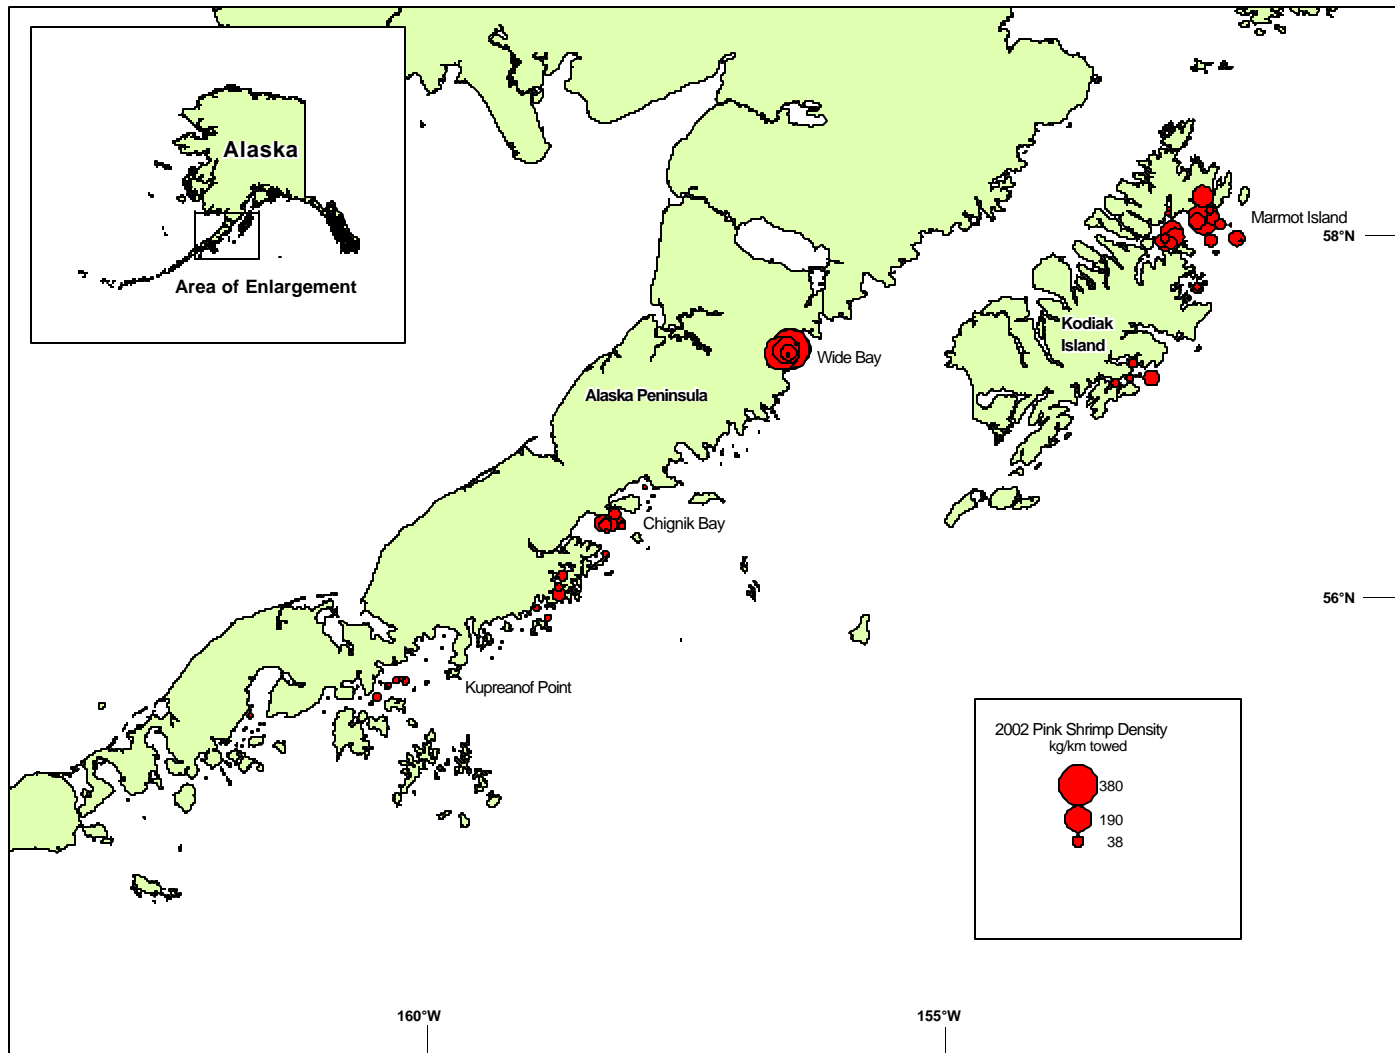 Alaska
Area of Enlargement
Marmot Island
58°N
Kodiak
Island
Wide Bay
Alaska Peninsula
Chignik Bay
56°N
Kupreanof Point
2002 Pink Shrimp Density
kg/km towed
380
190
38
160°W
155°W